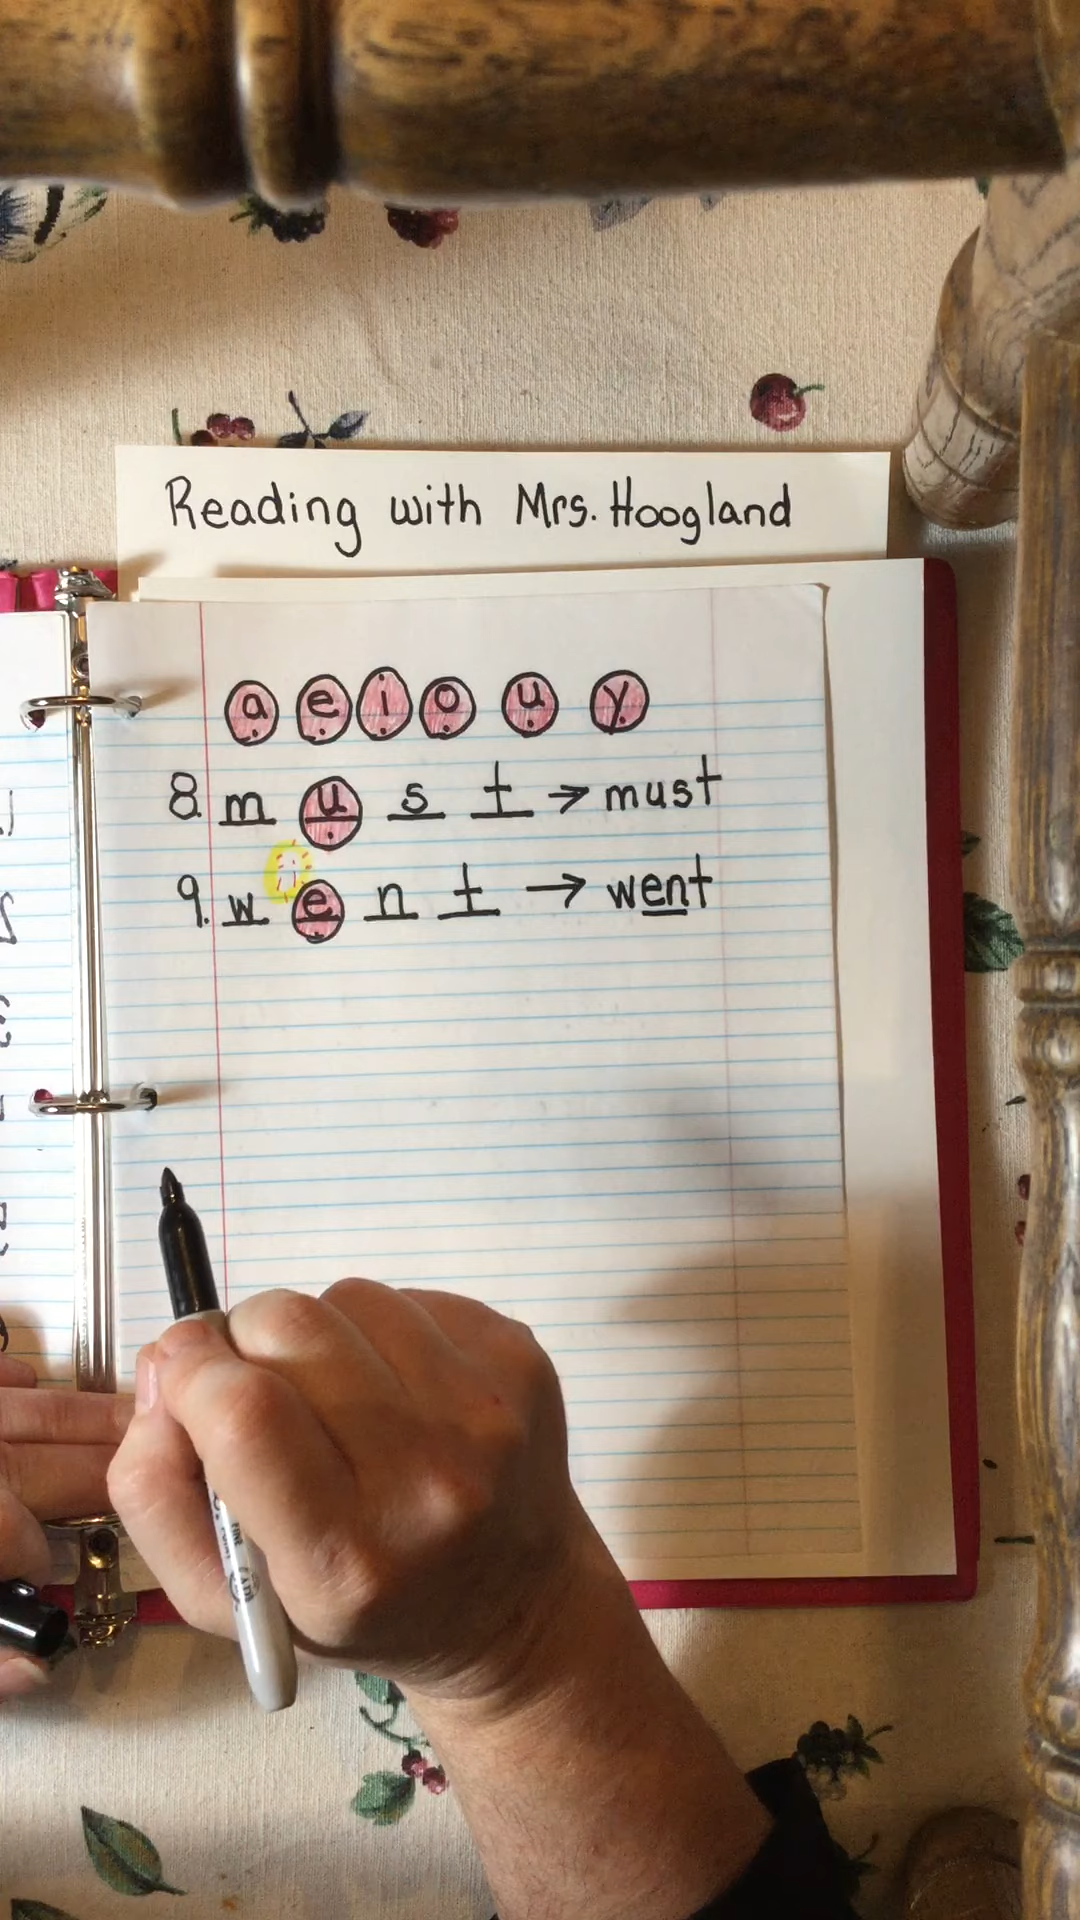 Reading with Mrs. Hoogland
a e i o u y
8. m u s t → must
9. w e n t → went